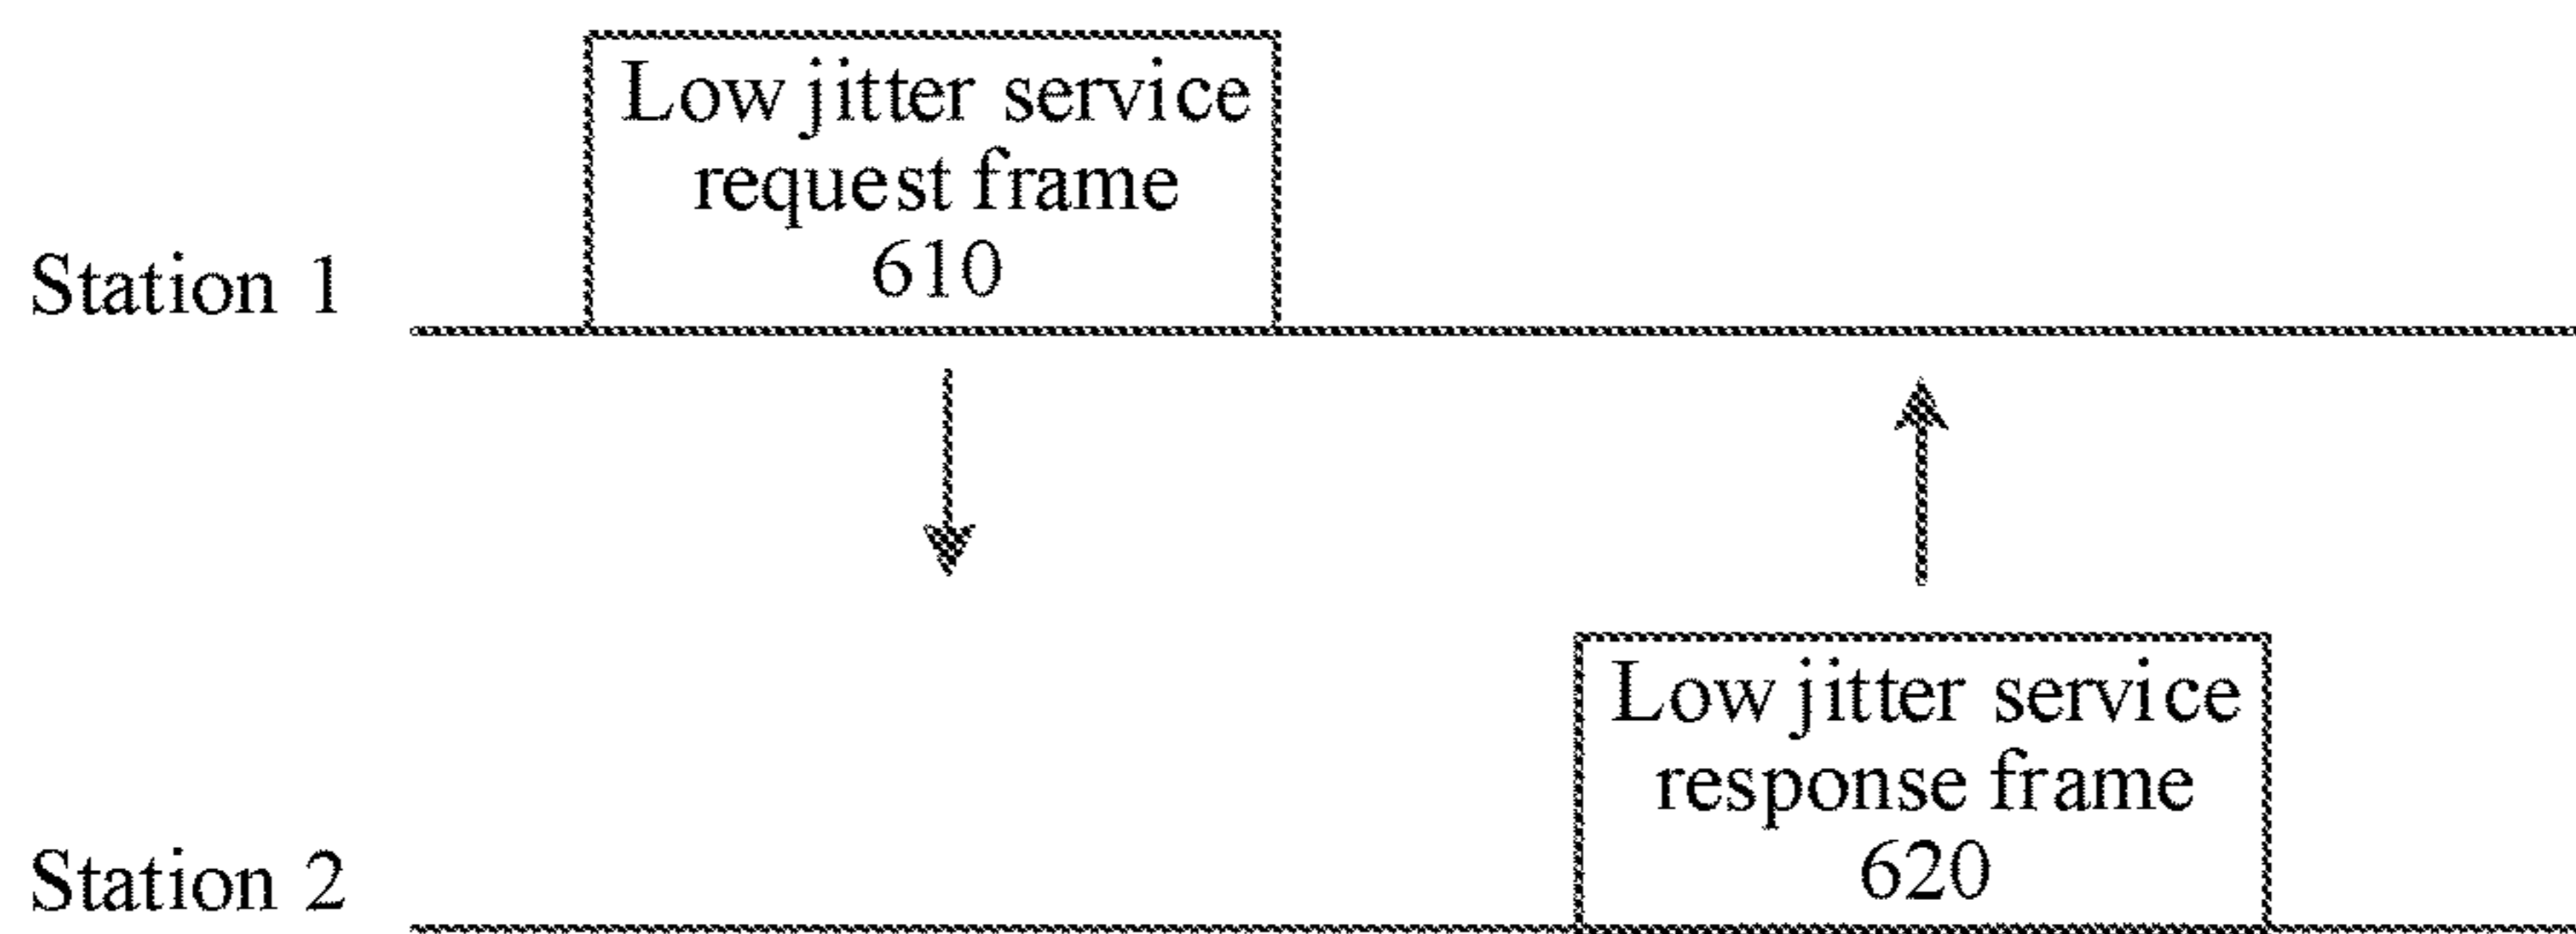 Low jitter service
request frame
610
Station 1
Low jitter service
response frame
620
Station 2